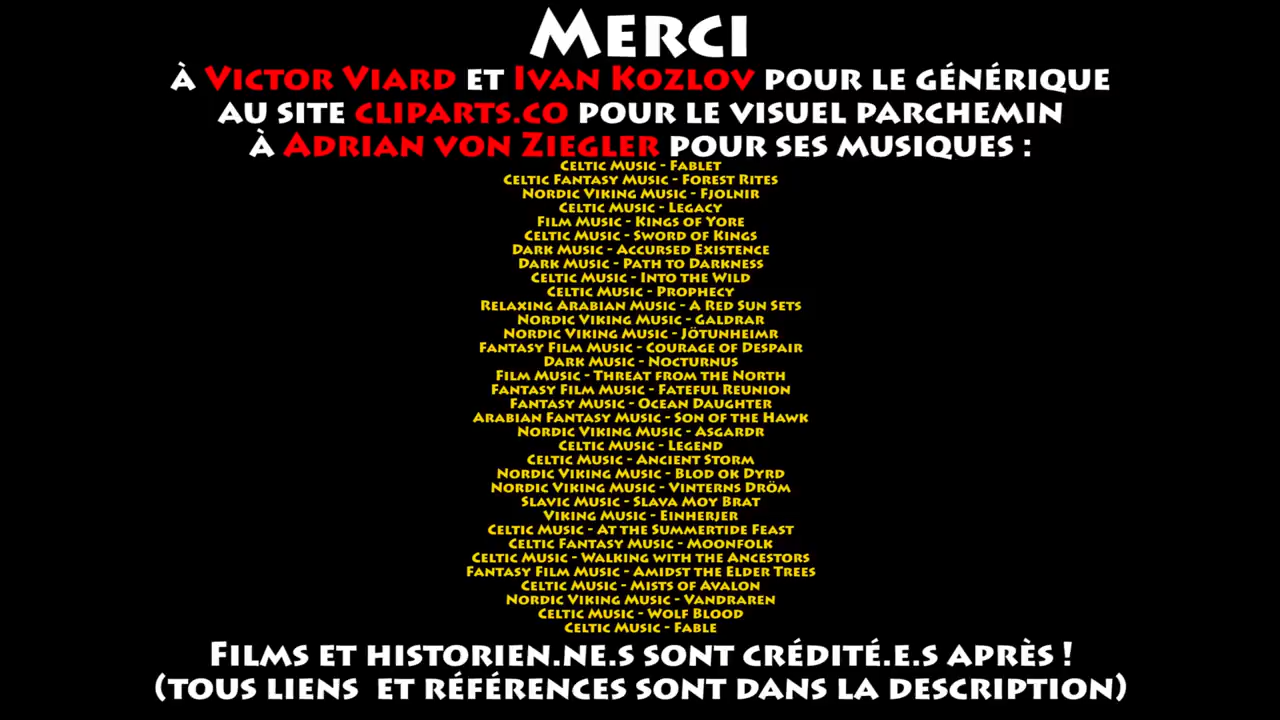 Merci
à Victor Viard et Ivan Kozlov pour le générique
au site cliparts.co pour le visuel parchemin
à Adrian von Ziegler pour ses musiques :
Celtic Music - Fablet
Celtic Fantasy Music - Forest Rites
Nordic Viking Music - Fjolnir
Celtic Music - Legacy
Film Music - Kings of Yore
Celtic Music - Sword of Kings
Dark Music - Accursed Existence
Dark Music - Path to Darkness
Celtic Music - Into the Wild
Celtic Music - Prophecy
Relaxing Arabian Music - A Red Sun Sets
Nordic Viking Music - Galdrar
Nordic Viking Music - Jötunheimr
Fantasy Film Music - Courage of Despair
Dark Music - Nocturnus
Film Music - Threat from the North
Fantasy Film Music - Fateful Reunion
Fantasy Music - Ocean Daughter
Arabian Fantasy Music - Son of the Hawk
Nordic Viking Music - Asgardr
Celtic Music - Legend
Celtic Music - Ancient Storm
Nordic Viking Music - Blod ok Dyrd
Nordic Viking Music - Vinterns Dröm
Slavic Music - Slava Moy Brat
Viking Music - Einherjer
Celtic Music - At the Summertide Feast
Celtic Fantasy Music - Moonfolk
Celtic Music - Walking with the Ancestors
Fantasy Film Music - Amidst the Elder Trees
Celtic Music - Mists of Avalon
Nordic Viking Music - Vandraren
Celtic Music - Wolf Blood
Celtic Music - Fable
Films et historien.ne.s sont crédité.e.s après !
(tous liens et références sont dans la description)